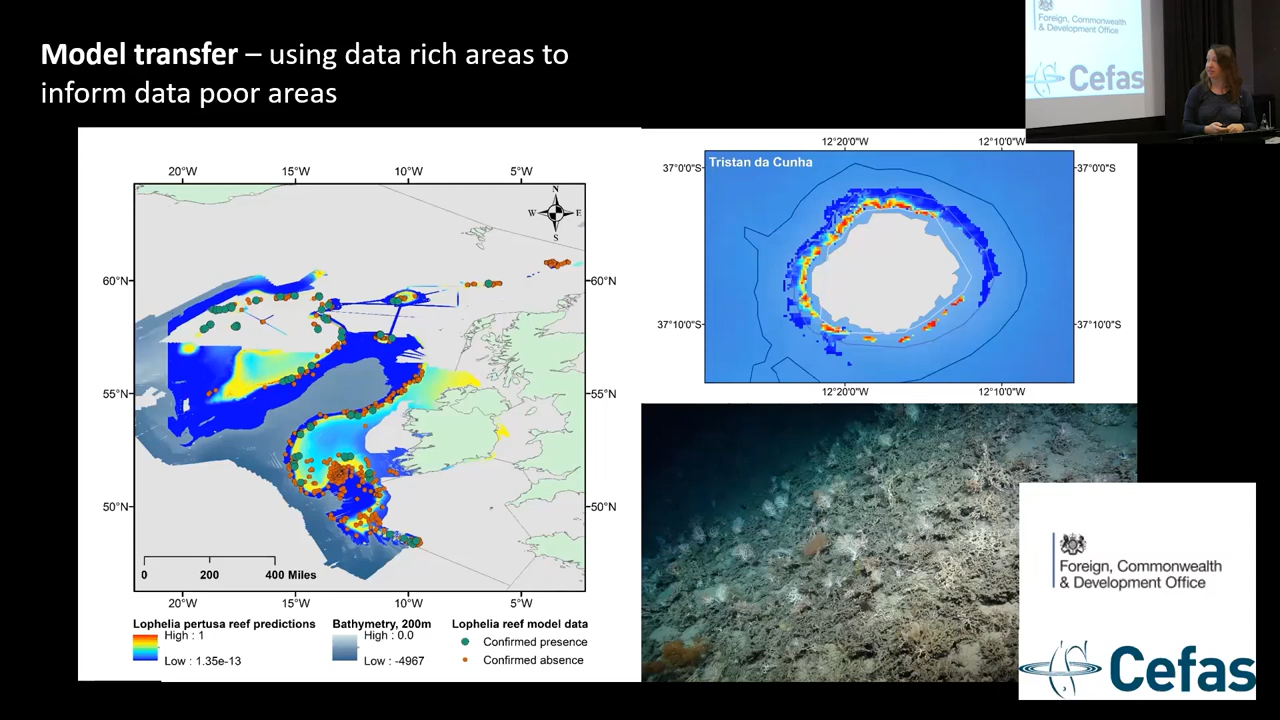 Model transfer – using data rich areas to
inform data poor areas
Foreign, Commonwealth
& Development Office
Cefas
20°W 15°W 10°W 5°W
N
W E
S
60°N 60°N
55°N 55°N
50°N 50°N
0 200 400 Miles
20°W 15°W 10°W 5°W
Lophelia pertusa reef predictions
High : 1
Low : 1.35e-13
Bathymetry, 200m
High : 0.0
Low : -4967
Lophelia reef model data
Confirmed presence
Confirmed absence
12°20'0"W 12°10'0"W
Tristan da Cunha
37°0'0"S 37°0'0"S
37°10'0"S 37°10'0"S
12°20'0"W 12°10'0"W
Foreign, Commonwealth
& Development Office
Cefas